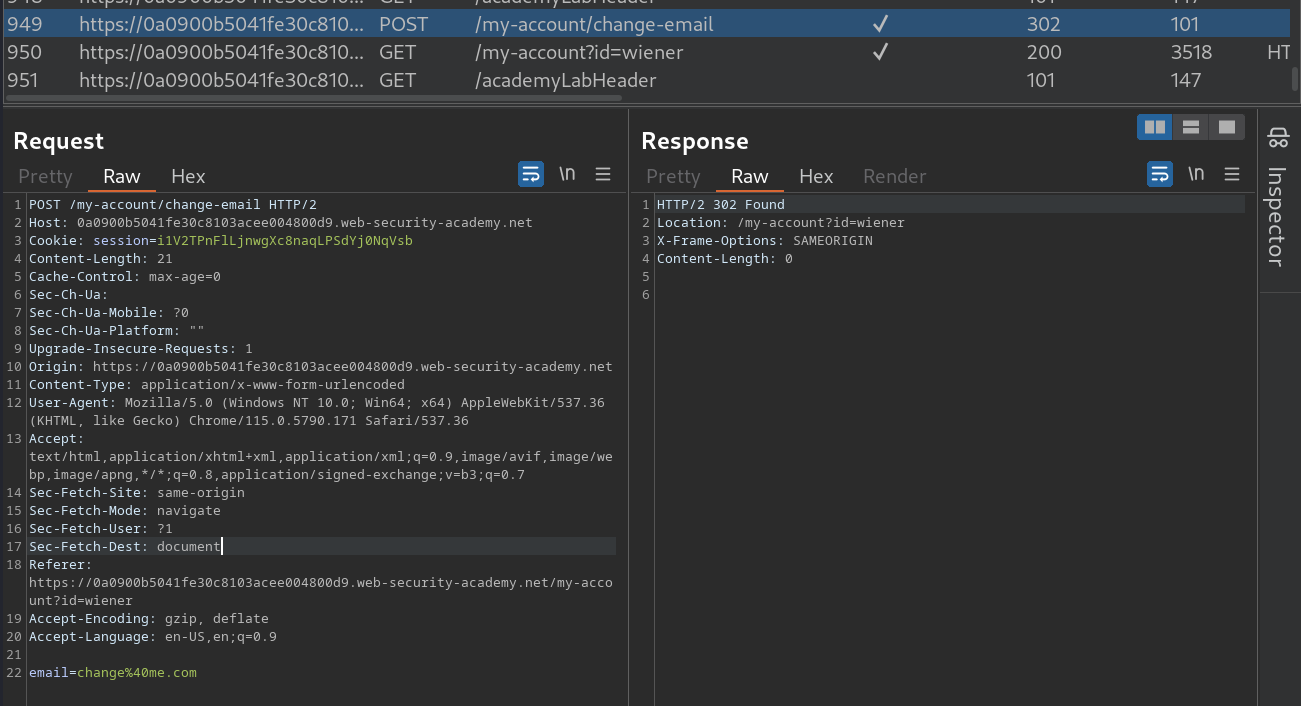 949 https://0a0900b5041fe30c810... POST /my-account/change-email ✓ 302 101
950 https://0a0900b5041fe30c810... GET /my-account?id=wiener ✓ 200 3518 HT
951 https://0a0900b5041fe30c810... GET /academyLabHeader 101 147
Request
Pretty Raw Hex \n
1 POST /my-account/change-email HTTP/2
2 Host: 0a0900b5041fe30c8103acee004800d9.web-security-academy.net
3 Cookie: session=i1V2TPnFlLjnwgXc8naqLPSdYj0NqVsb
4 Content-Length: 21
5 Cache-Control: max-age=0
6 Sec-Ch-Ua:
7 Sec-Ch-Ua-Mobile: ?0
8 Sec-Ch-Ua-Platform: ""
9 Upgrade-Insecure-Requests: 1
10 Origin: https://0a0900b5041fe30c8103acee004800d9.web-security-academy.net
11 Content-Type: application/x-www-form-urlencoded
12 User-Agent: Mozilla/5.0 (Windows NT 10.0; Win64; x64) AppleWebKit/537.36
(KHTML, like Gecko) Chrome/115.0.5790.171 Safari/537.36
13 Accept:
text/html,application/xhtml+xml,application/xml;q=0.9,image/avif,image/we
bp,image/apng,*/*;q=0.8,application/signed-exchange;v=b3;q=0.7
14 Sec-Fetch-Site: same-origin
15 Sec-Fetch-Mode: navigate
16 Sec-Fetch-User: ?1
17 Sec-Fetch-Dest: document
18 Referer:
https://0a0900b5041fe30c8103acee004800d9.web-security-academy.net/my-acco
unt?id=wiener
19 Accept-Encoding: gzip, deflate
20 Accept-Language: en-US,en;q=0.9
21
22 email=change%40me.com
Response
Pretty Raw Hex Render \n
1 HTTP/2 302 Found
2 Location: /my-account?id=wiener
3 X-Frame-Options: SAMEORIGIN
4 Content-Length: 0
5
6
Inspector